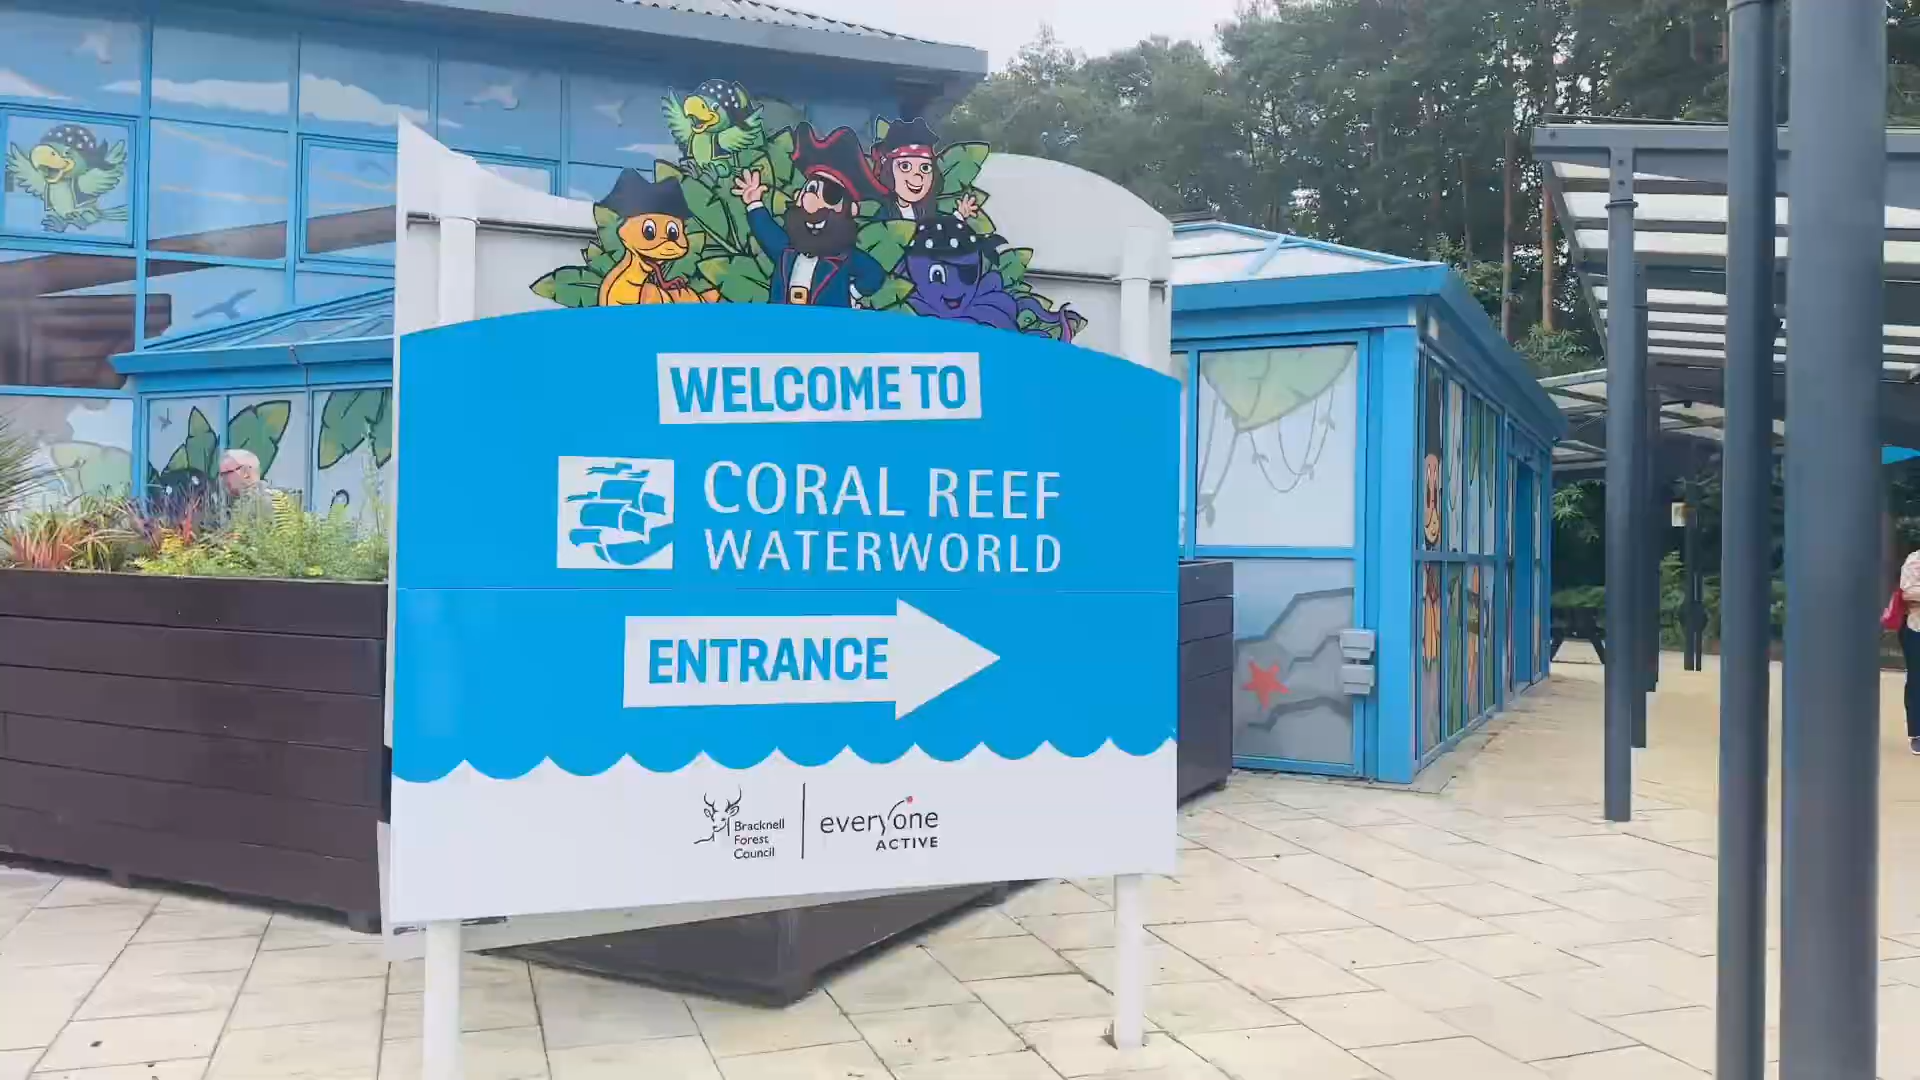 WELCOME TO
CORAL REEF
WATERWORLD
ENTRANCE
Bracknell
Forest
Council
everyone
ACTIVE